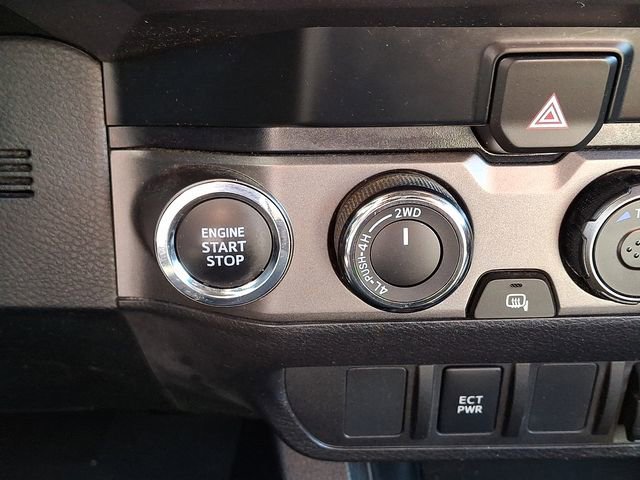 ENGINE
START
STOP
2WD
4L-PUSH-4H
ECT
PWR